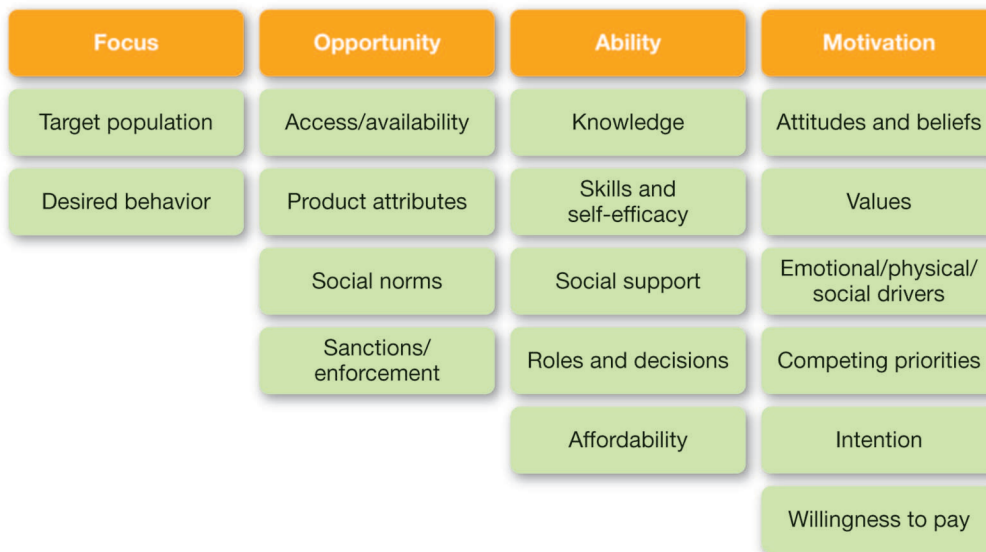 Focus
Target population
Desired behavior
Opportunity
Access/availability
Product attributes
Social norms
Sanctions/
enforcement
Ability
Knowledge
Skills and
self-efficacy
Social support
Roles and decisions
Affordability
Motivation
Attitudes and beliefs
Values
Emotional/physical/
social drivers
Competing priorities
Intention
Willingness to pay